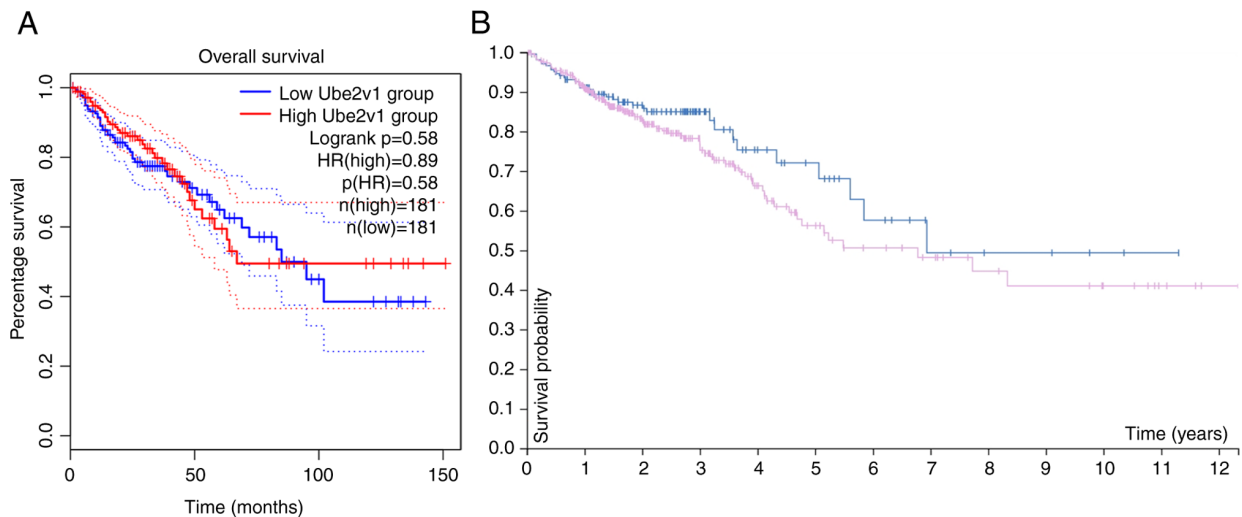 A
Overall survival
Low Ube2v1 group
High Ube2v1 group
Logrank p=0.58
HR(high)=0.89
p(HR)=0.58
n(high)=181
n(low)=181
Percentage survival
1.0
0.8
0.6
0.4
0.2
0.0
0
50
100
150
Time (months)
B
1.0
0.9
0.8
0.7
0.6
0.5
0.4
0.3
0.2
0.1
0.0
Survival probability
Time (years)
0
1
2
3
4
5
6
7
8
9
10
11
12